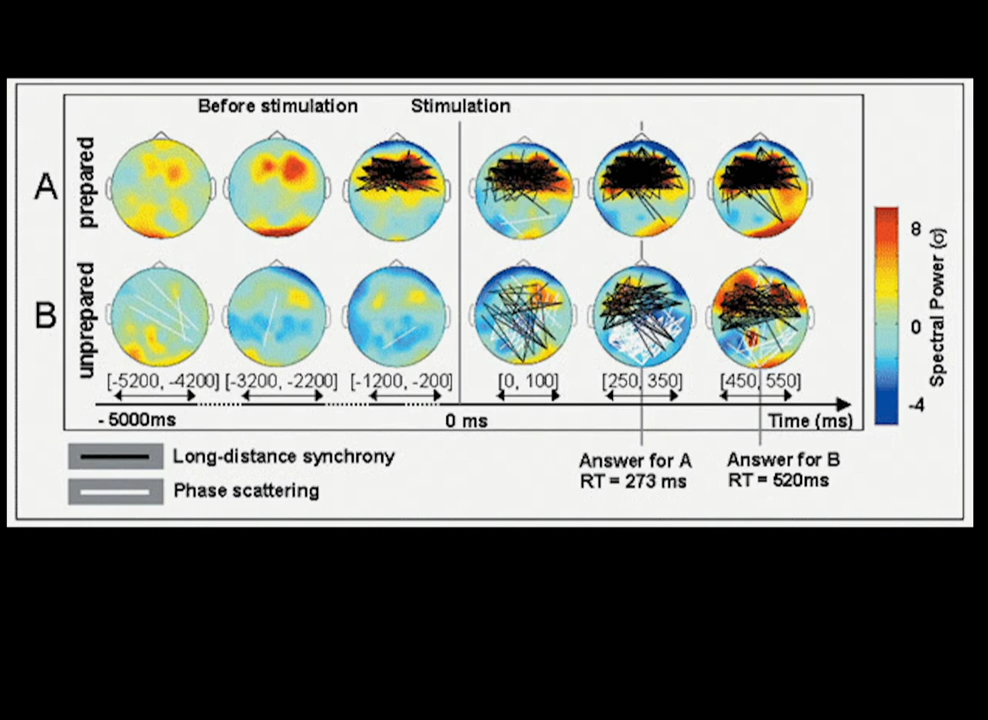 Before stimulation Stimulation
A prepared
B unprepared
[-5200, -4200] [-3200, -2200] [-1200, -200] [0, 100] [250, 350] [450, 550]
- 5000ms 0 ms Time (ms)
Long-distance synchrony
Phase scattering
Answer for A
RT = 273 ms
Answer for B
RT = 520ms
8
0
-4
Spectral Power (σ)